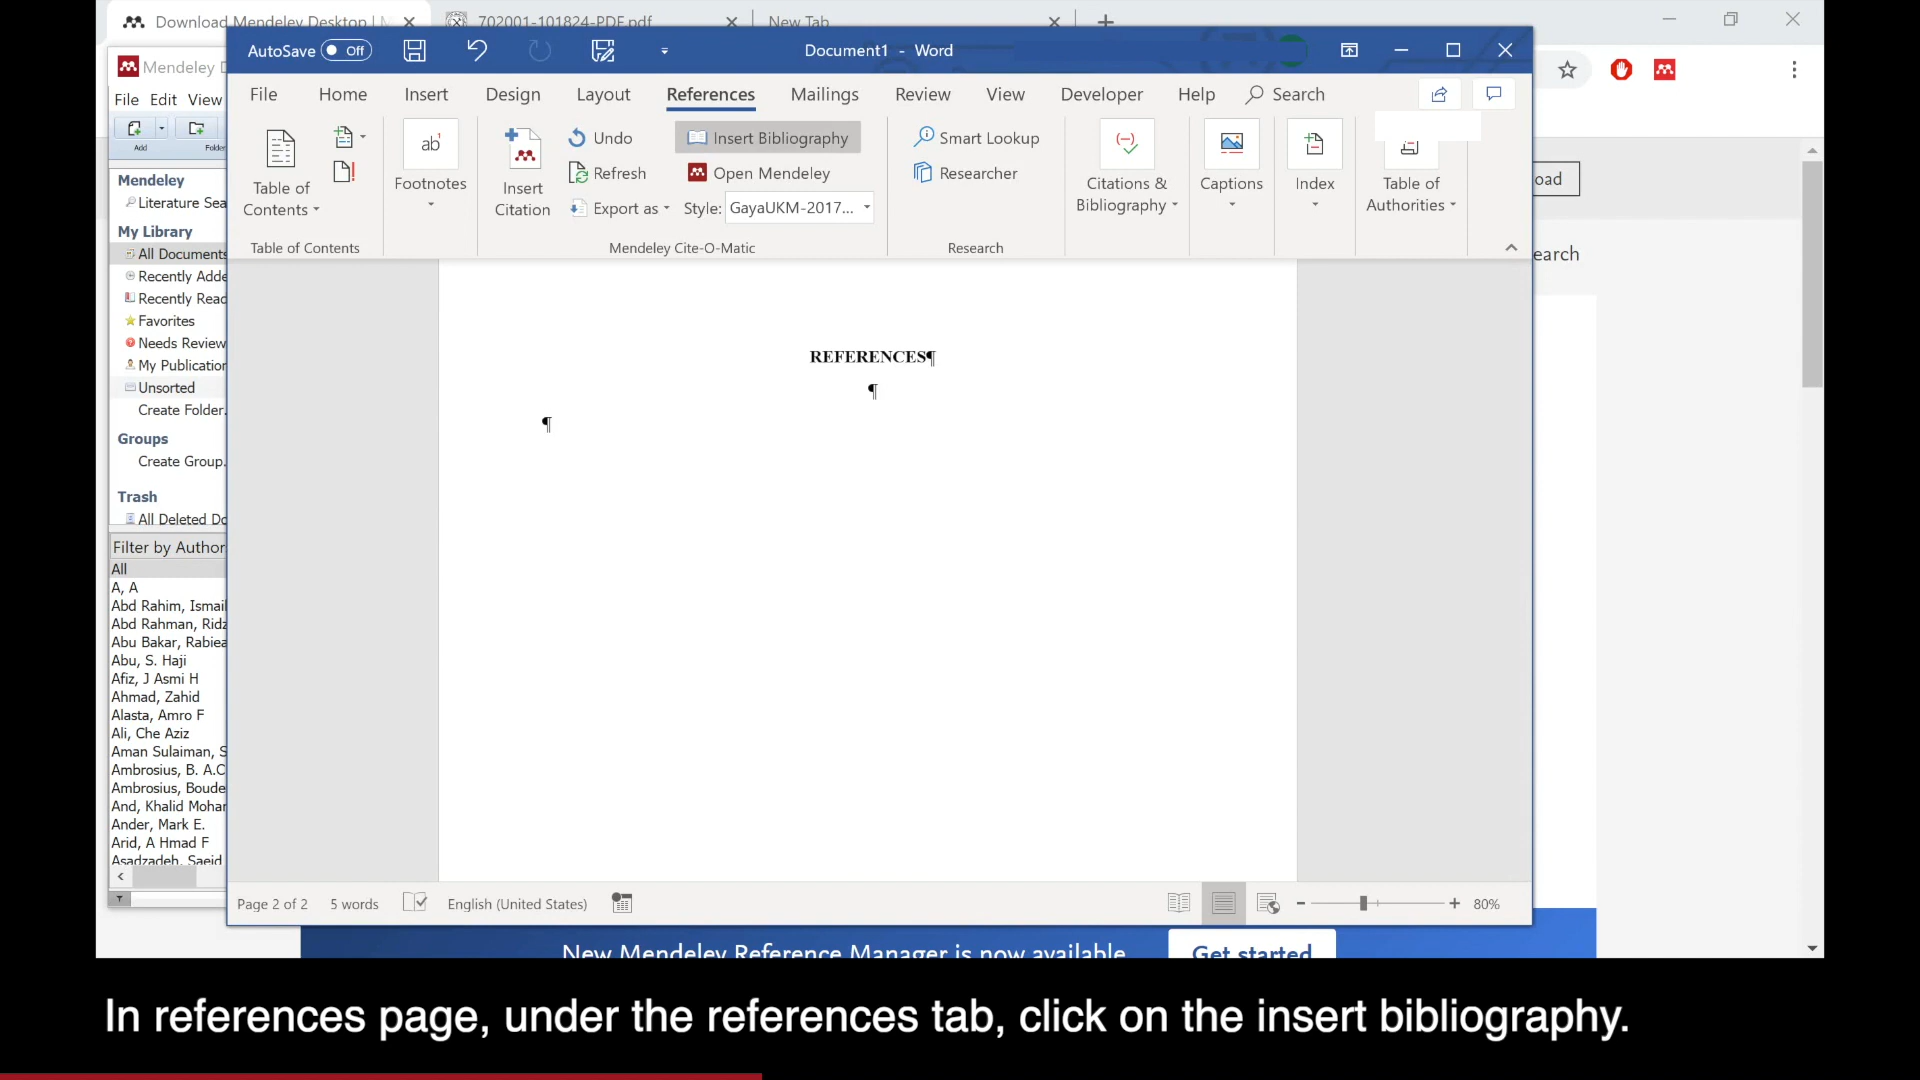 Download Mendeley Desktop | M
702001-101824-PDF.pdf
New Tab
Mendeley D
File Edit View
Add
Folder
Mendeley
Literature Sea
My Library
All Documents
Recently Adde
Recently Read
Favorites
Needs Review
My Publication
Unsorted
Create Folder.
Groups
Create Group.
Trash
All Deleted Do
Filter by Author
All
A, A
Abd Rahim, Ismail
Abd Rahman, Ridz
Abu Bakar, Rabiea
Abu, S. Haji
Afiz, J Asmi H
Ahmad, Zahid
Alasta, Amro F
Ali, Che Aziz
Aman Sulaiman, S
Ambrosius, B. A.C
Ambrosius, Boude
And, Khalid Mohar
Ander, Mark E.
Arid, A Hmad F
Asadzadeh, Saeid
AutoSave Off
Document1 - Word
File Home Insert Design Layout References Mailings Review View Developer Help Search
Table of Contents
Table of Contents
ab
Footnotes
Insert Citation
Undo
Refresh
Export as
Insert Bibliography
Open Mendeley
Style: GayaUKM-2017...
Mendeley Cite-O-Matic
Smart Lookup
Researcher
Research
Citations & Bibliography
Captions
Index
Table of Authorities
oad
earch
REFERENCES¶
¶
¶
Page 2 of 2 5 words English (United States) 80%
New Mendeley Reference Manager is now available
Get started
In references page, under the references tab, click on the insert bibliography.